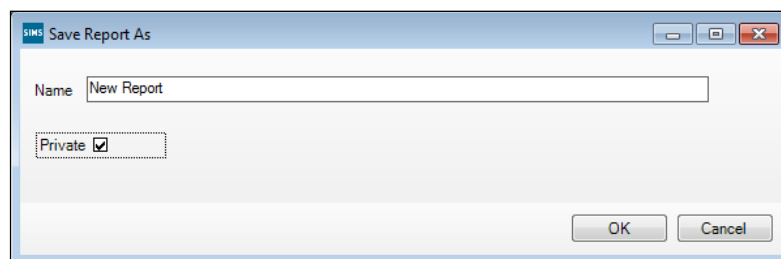 SIMS Save Report As
Name New Report
Private
OK Cancel